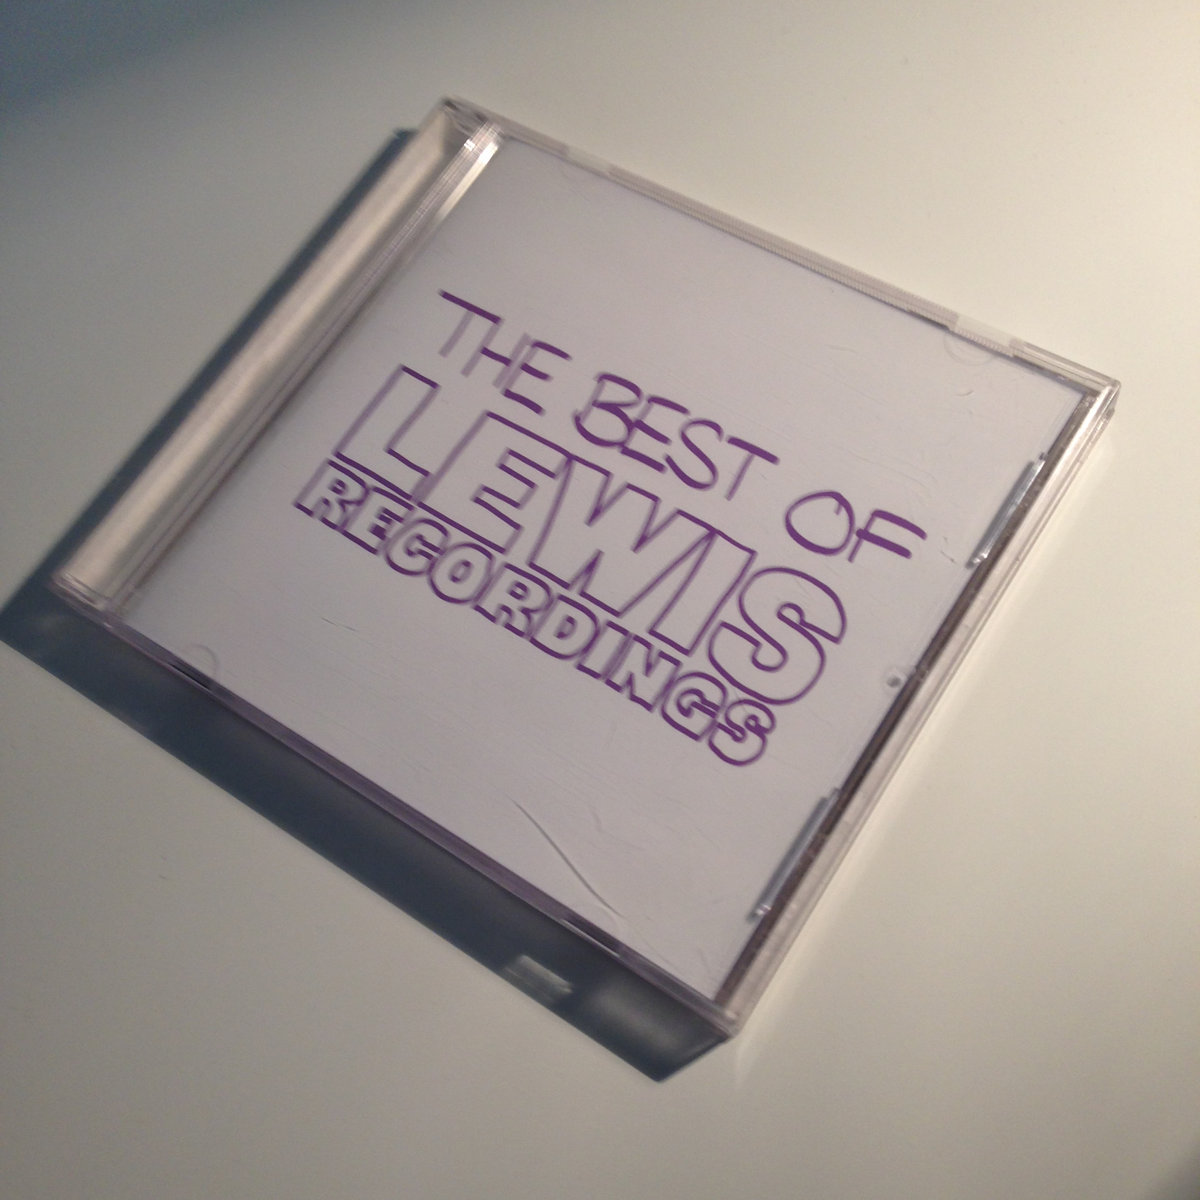 THE BEST OF
LEWIS
RECORDINGS